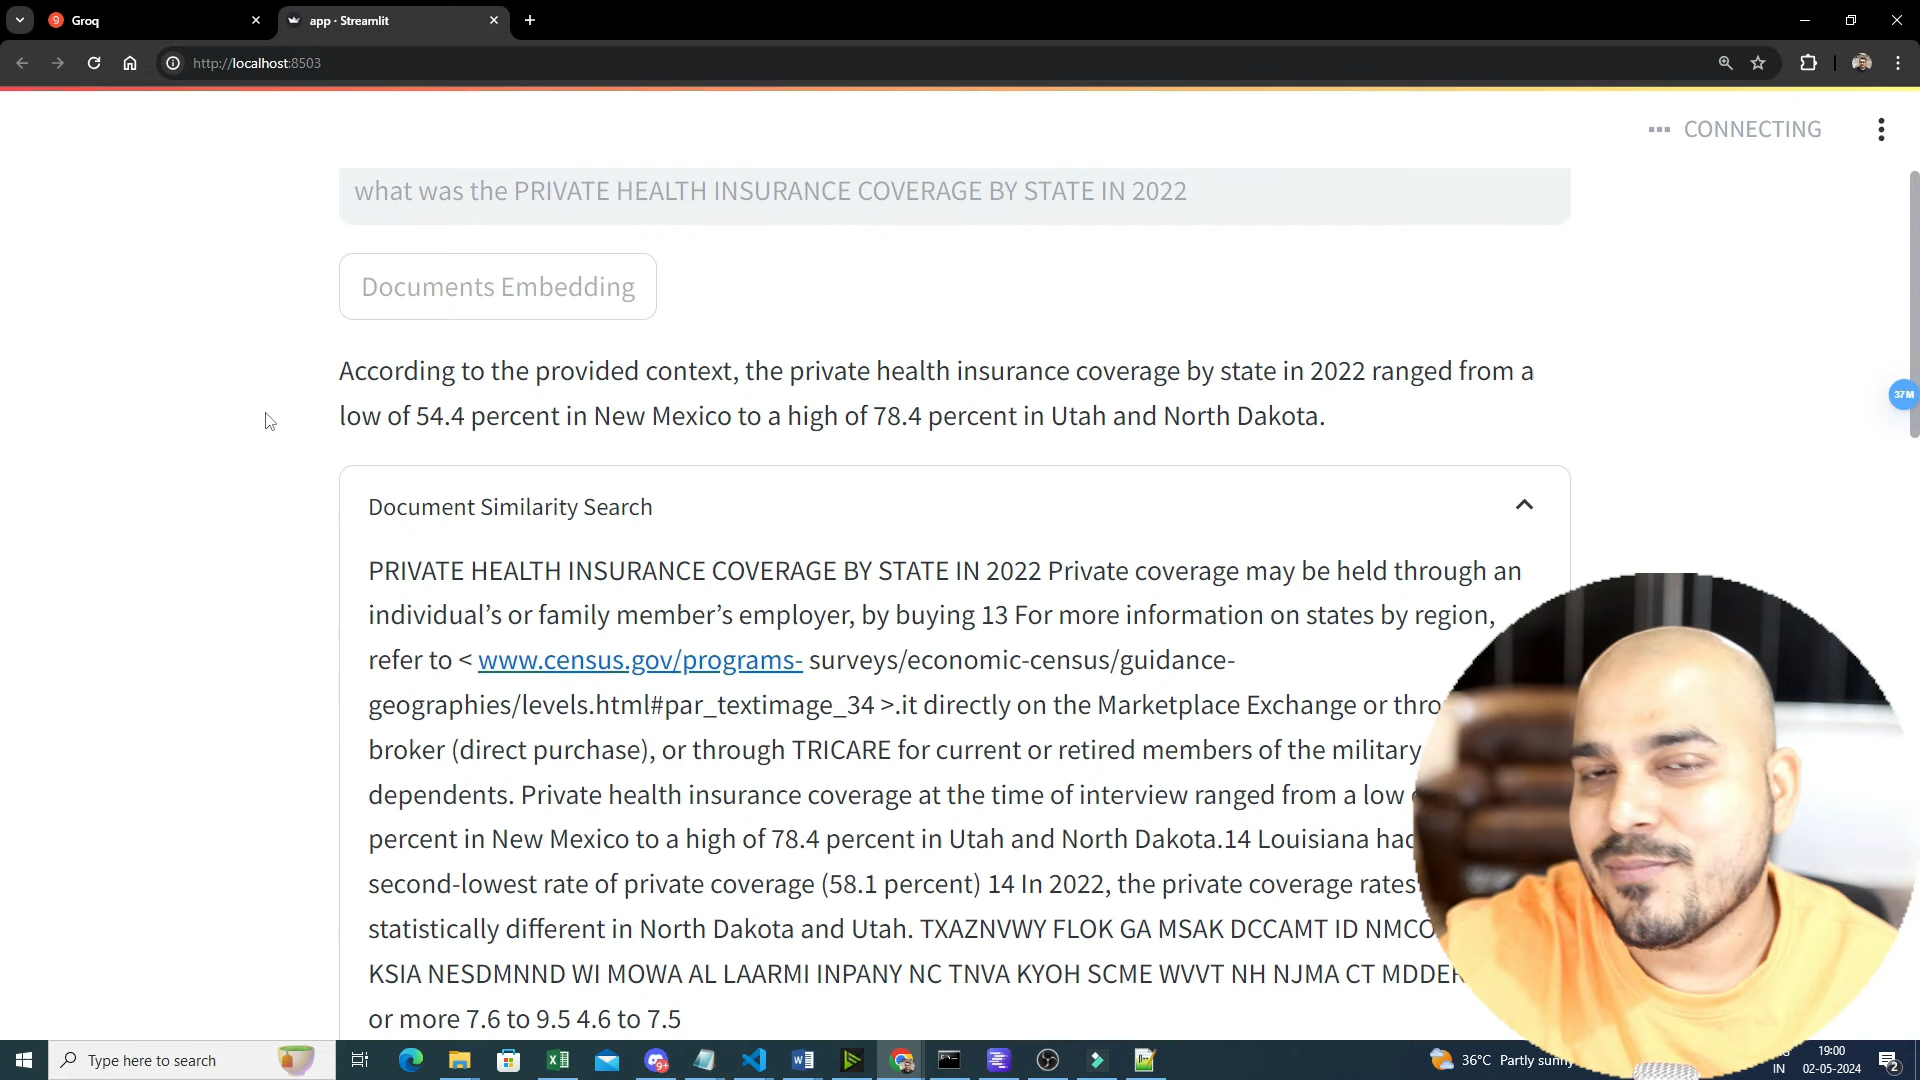 Groq
app · Streamlit
http://localhost:8503
CONNECTING
what was the PRIVATE HEALTH INSURANCE COVERAGE BY STATE IN 2022
Documents Embedding
According to the provided context, the private health insurance coverage by state in 2022 ranged from a
low of 54.4 percent in New Mexico to a high of 78.4 percent in Utah and North Dakota.
37M
Document Similarity Search
PRIVATE HEALTH INSURANCE COVERAGE BY STATE IN 2022 Private coverage may be held through an
individual’s or family member’s employer, by buying 13 For more information on states by region,
refer to < www.census.gov/programs- surveys/economic-census/guidance-
geographies/levels.html#par_textimage_34 >.it directly on the Marketplace Exchange or
broker (direct purchase), or through TRICARE for current or retired members of the military
dependents. Private health insurance coverage at the time of interview ranged from a low
percent in New Mexico to a high of 78.4 percent in Utah and North Dakota.14 Louisiana had
second-lowest rate of private coverage (58.1 percent) 14 In 2022, the private coverage rates
statistically different in North Dakota and Utah. TXAZNVWY FLOK GA MSAK DCCAMT ID
KSIA NESDMNND WI MOWA AL LAARMI INPANY NC TNVA KYOH SCME WVVT NH NJMA CT
or more 7.6 to 9.5 4.6 to 7.5
Type here to search
9+
36°C Partly sunny
IN
19:00
02-05-2024
2